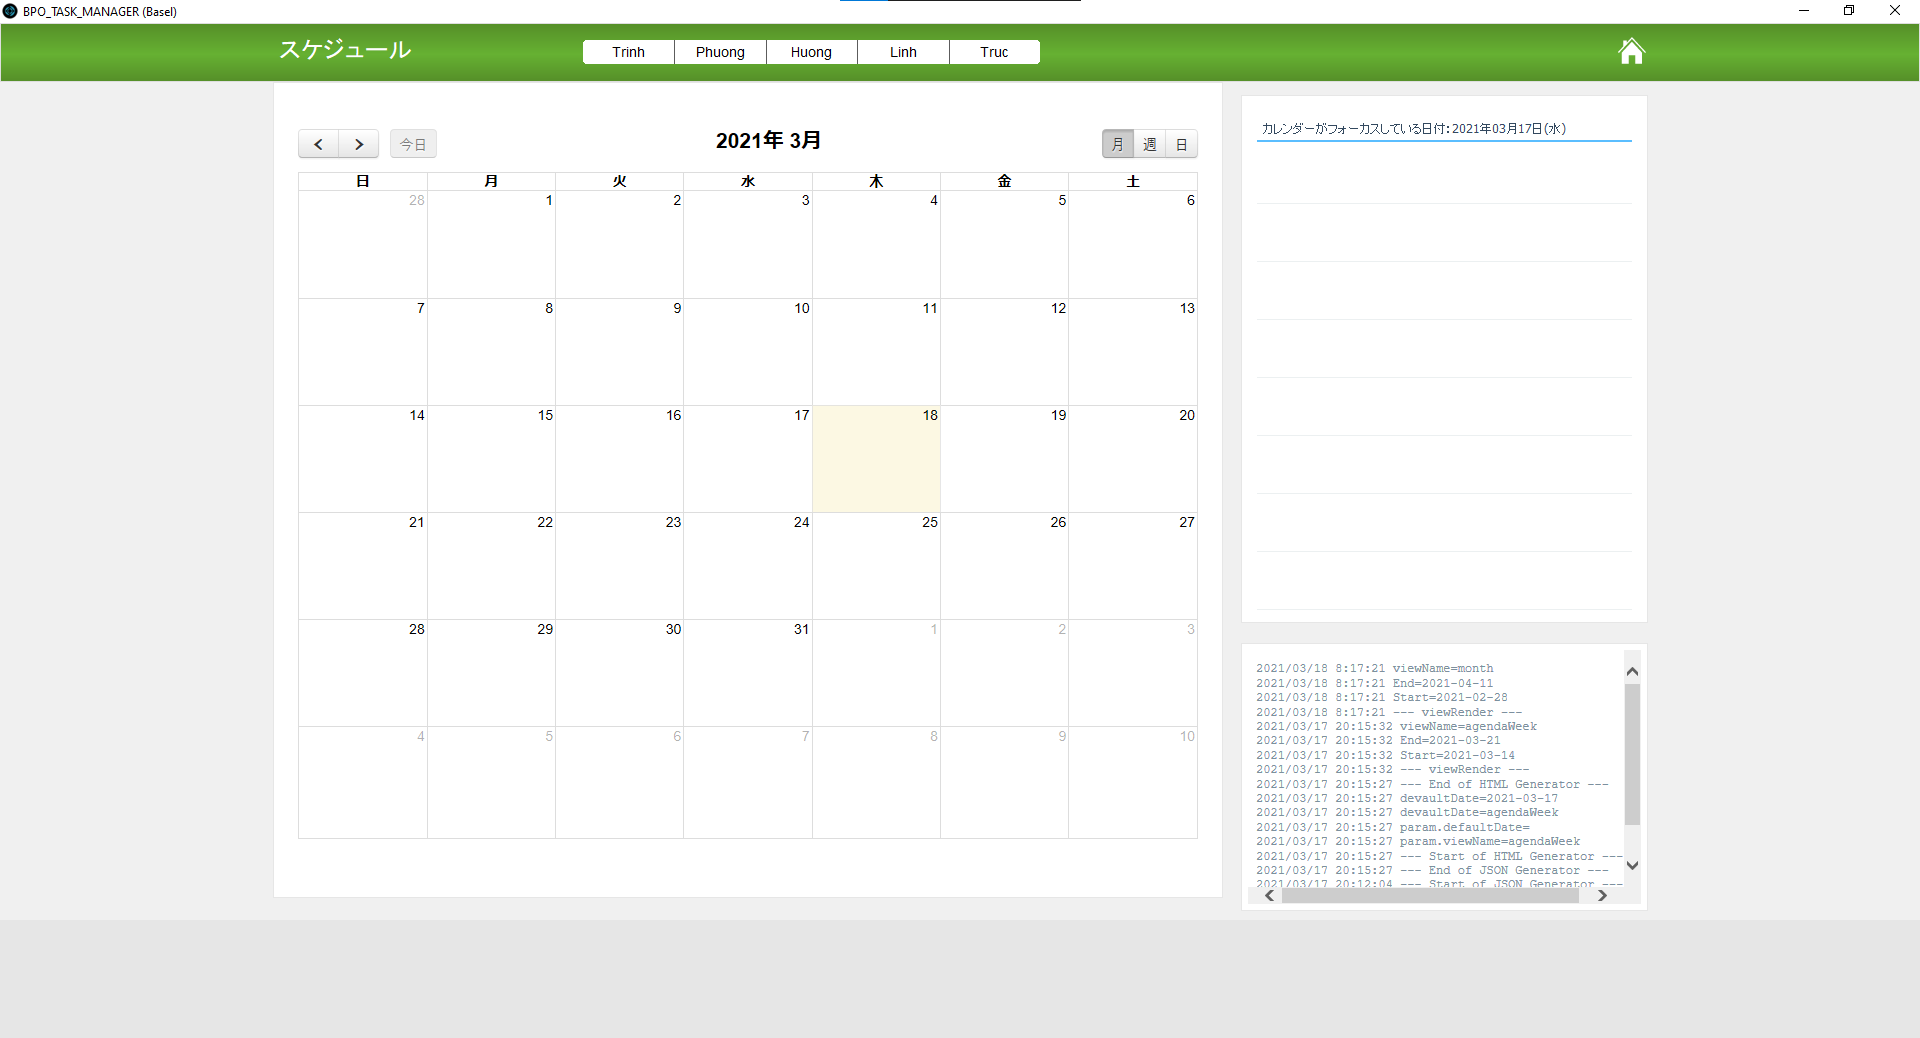 BPO_TASK_MANAGER (Basel)
スケジュール
Trinh Phuong Huong Linh Truc
今日
2021年 3月
月 週 日
日 月 火 水 木 金 土
28 1 2 3 4 5 6
7 8 9 10 11 12 13
14 15 16 17 18 19 20
21 22 23 24 25 26 27
28 29 30 31 1 2 3
4 5 6 7 8 9 10
カレンダーがフォーカスしている日付: 2021年03月17日(水)
2021/03/18 8:17:21 viewName=month
2021/03/18 8:17:21 End=2021-04-11
2021/03/18 8:17:21 Start=2021-02-28
2021/03/18 8:17:21 --- viewRender ---
2021/03/17 20:15:32 viewName=agendaWeek
2021/03/17 20:15:32 End=2021-03-21
2021/03/17 20:15:32 Start=2021-03-14
2021/03/17 20:15:32 --- viewRender ---
2021/03/17 20:15:27 --- End of HTML Generator ---
2021/03/17 20:15:27 devaultDate=2021-03-17
2021/03/17 20:15:27 devaultDate=agendaWeek
2021/03/17 20:15:27 param.defaultDate=
2021/03/17 20:15:27 param.viewName=agendaWeek
2021/03/17 20:15:27 --- Start of HTML Generator ---
2021/03/17 20:15:27 --- End of JSON Generator ---
2021/03/17 20:12:04 --- Start of JSON Generator ---